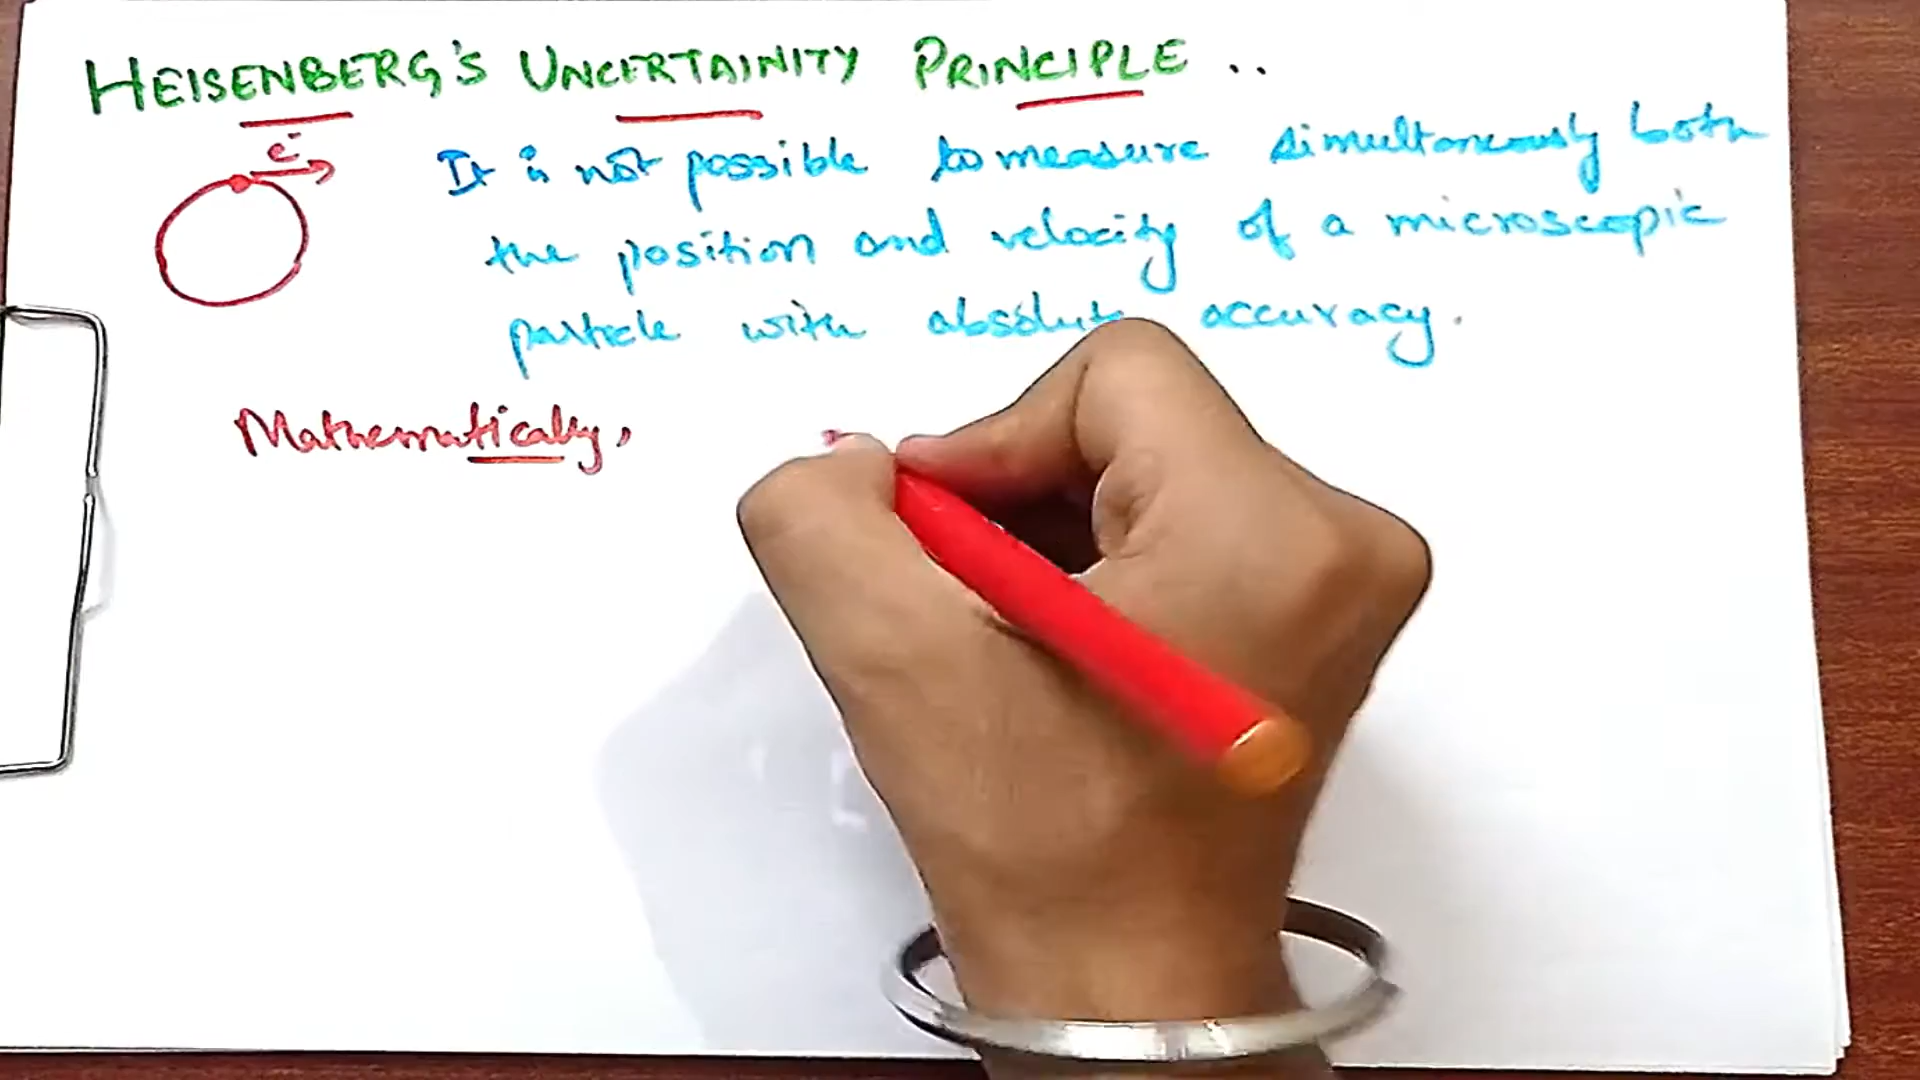 HEISENBERG'S UNCERTAINITY PRINCIPLE ..
e-
It is not possible to measure simultaneously both
the position and velocity of a microscopic
particle with absolute accuracy.
Mathematically,